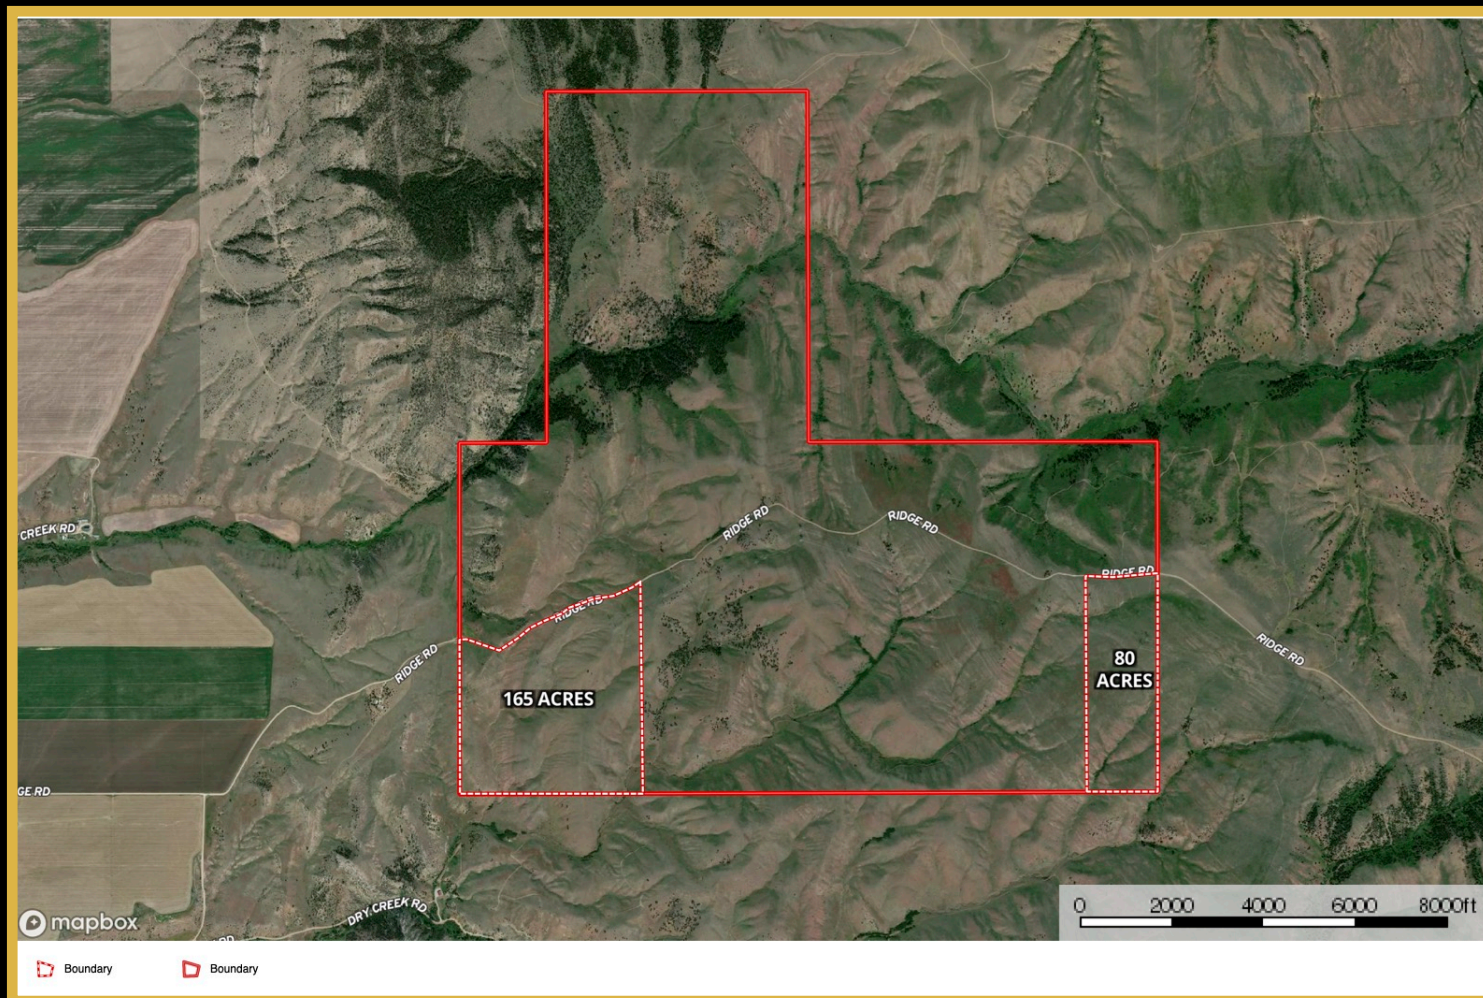 RIDGE RD
RIDGE RD
CREEK RD
RIDGE RD
RIDGE RD
RIDGE RD
RIDGE RD
80
ACRES
165 ACRES
GE RD
DRY CREEK RD
RD
0 2000 4000 6000 8000ft
mapbox
Boundary Boundary